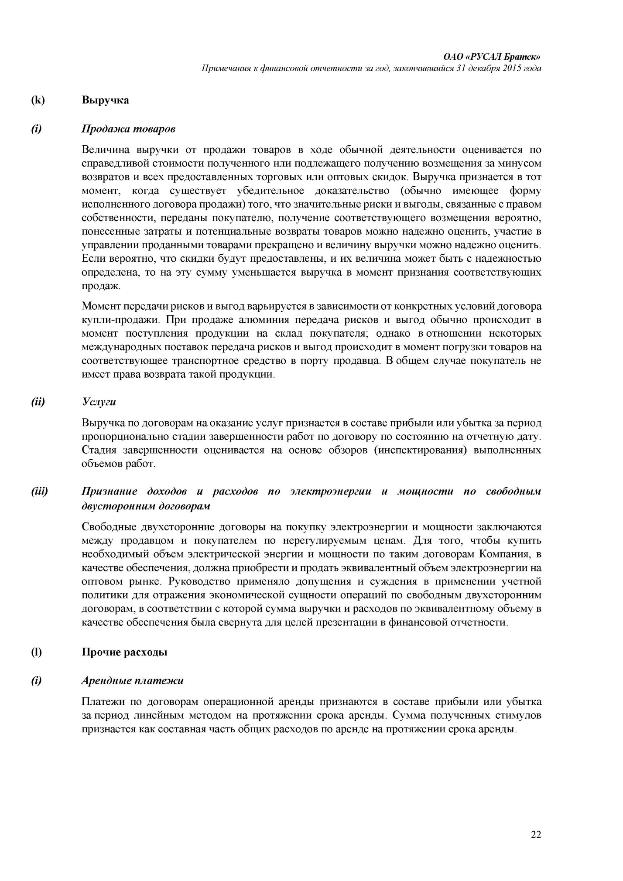 ОАО «РУСАЛ Братск»
Примечания к финансовой отчетности за год, закончившийся 31 декабря 2015 года
(k) Выручка
(i) Продажа товаров
Величина выручки от продажи товаров в ходе обычной деятельности оценивается по
справедливой стоимости полученного или подлежащего получению возмещения за минусом
возвратов и всех предоставленных торговых или оптовых скидок. Выручка признается в тот
момент, когда существует убедительное доказательство (обычно имеющее форму
исполненного договора продажи) того, что значительные риски и выгоды, связанные с правом
собственности, переданы покупателю, получение соответствующего возмещения вероятно,
понесенные затраты и потенциальные возвраты товаров можно надежно оценить, участие в
управлении проданными товарами прекращено и величину выручки можно надежно оценить.
Если вероятно, что скидки будут предоставлены, и их величина может быть с надежностью
определена, то на эту сумму уменьшается выручка в момент признания соответствующих
продаж.
Момент передачи рисков и выгод варьируется в зависимости от конкретных условий договора
купли-продажи. При продаже алюминия передача рисков и выгод обычно происходит в
момент поступления продукции на склад покупателя; однако в отношении некоторых
международных поставок передача рисков и выгод происходит в момент погрузки товаров на
соответствующее транспортное средство в порту продавца. В общем случае покупатель не
имеет права возврата такой продукции.
(ii) Услуги
Выручка по договорам на оказание услуг признается в составе прибыли или убытка за период
пропорционально стадии завершенности работ по договору по состоянию на отчетную дату.
Стадия завершенности оценивается на основе обзоров (инспектирования) выполненных
объемов работ.
(iii) Признание доходов и расходов по электроэнергии и мощности по свободным
двусторонним договорам
Свободные двухсторонние договоры на покупку электроэнергии и мощности заключаются
между продавцом и покупателем по нерегулируемым ценам. Для того, чтобы купить
необходимый объем электрической энергии и мощности по таким договорам Компания, в
качестве обеспечения, должна приобрести и продать эквивалентный объем электроэнергии на
оптовом рынке. Руководство применяло допущения и суждения в применении учетной
политики для отражения экономической сущности операций по свободным двухсторонним
договорам, в соответствии с которой сумма выручки и расходов по эквивалентному объему в
качестве обеспечения была свернута для целей презентации в финансовой отчетности.
(l) Прочие расходы
(i) Арендные платежи
Платежи по договорам операционной аренды признаются в составе прибыли или убытка
за период линейным методом на протяжении срока аренды. Сумма полученных стимулов
признается как составная часть общих расходов по аренде на протяжении срока аренды.
22